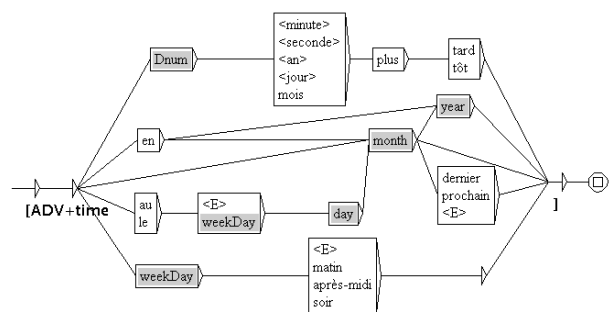 <minute>
<seconde>
<an>
<jour>
mois
Dnum
plus
tard
tôt
en
month
year
dernier
prochain
<E>
[ADV+time
au
le
<E>
weekDay
day
]
weekDay
<E>
matin
après-midi
soir